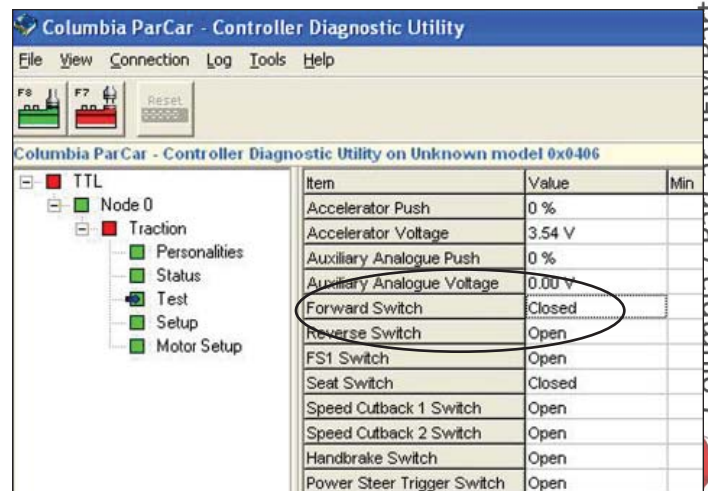 Columbia ParCar - Controller Diagnostic Utility
File View Connection Log Tools Help
F8 F7 Reset
Columbia ParCar - Controller Diagnostic Utility on Unknown model 0x0406
TTL
Node 0
Traction
Personalities
Status
Test
Setup
Motor Setup
Item Value Min
Accelerator Push 0 %
Accelerator Voltage 3.54 V
Auxiliary Analogue Push 0 %
Auxiliary Analogue Voltage 0.00 V
Forward Switch Closed
Reverse Switch Open
FS1 Switch Open
Seat Switch Closed
Speed Cutback 1 Switch Open
Speed Cutback 2 Switch Open
Handbrake Switch Open
Power Steer Trigger Switch Open